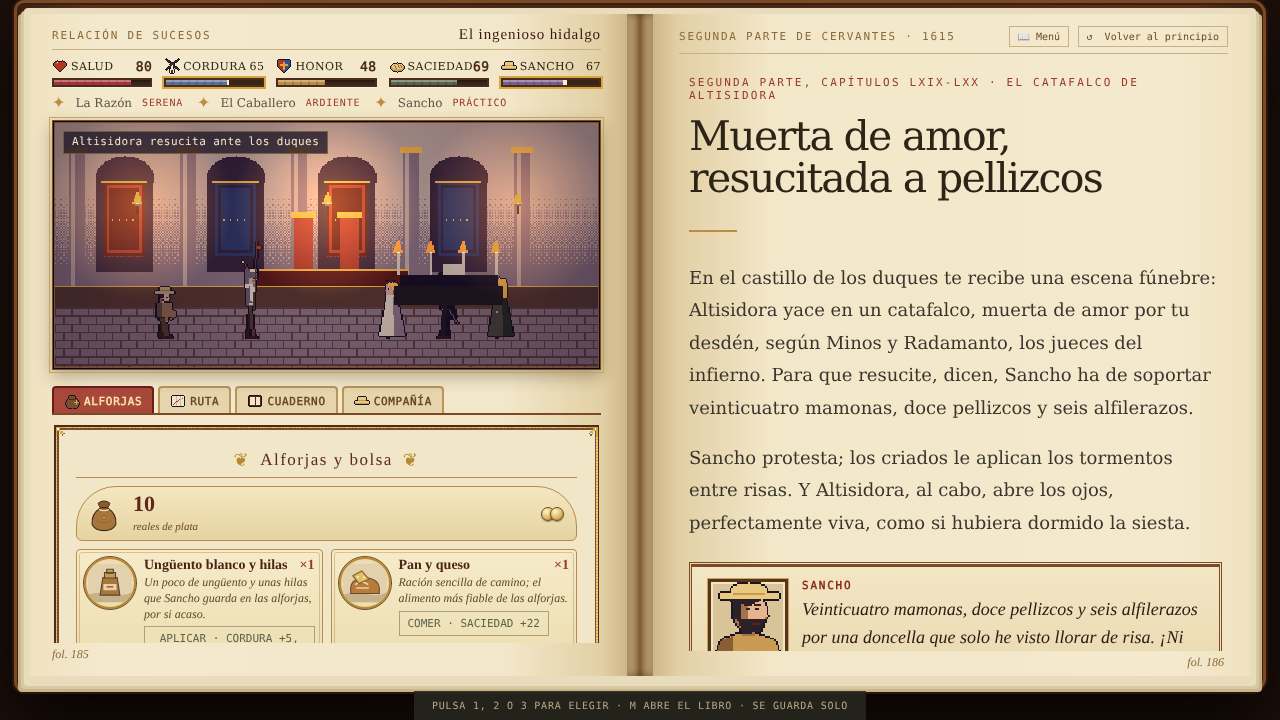 RELACIÓN DE SUCESOS
El ingenioso hidalgo
SALUD 80
CORDURA 65
HONOR 48
SACIEDAD 69
SANCHO 67
La Razón SERENA
El Caballero ARDIENTE
Sancho PRÁCTICO
Altisidora resucita ante los duques
ALFORJAS
RUTA
CUADERNO
COMPAÑÍA
Alforjas y bolsa
10
reales de plata
Ungüento blanco y hilas ×1
Un poco de ungüento y unas hilas
que Sancho guarda en las alforjas,
por si acaso.
APLICAR · CORDURA +5,
Pan y queso ×1
Ración sencilla de camino; el
alimento más fiable de las alforjas.
COMER · SACIEDAD +22
fol. 185
SEGUNDA PARTE DE CERVANTES · 1615
Menú
Volver al principio
SEGUNDA PARTE, CAPÍTULOS LXIX-LXX · EL CATAFALCO DE
ALTISIDORA
Muerta de amor,
resucitada a pellizcos
En el castillo de los duques te recibe una escena fúnebre:
Altisidora yace en un catafalco, muerta de amor por tu
desdén, según Minos y Radamanto, los jueces del
infierno. Para que resucite, dicen, Sancho ha de soportar
veinticuatro mamonas, doce pellizcos y seis alfilerazos.
Sancho protesta; los criados le aplican los tormentos
entre risas. Y Altisidora, al cabo, abre los ojos,
perfectamente viva, como si hubiera dormido la siesta.
SANCHO
Veinticuatro mamonas, doce pellizcos y seis alfilerazos
por una doncella que solo he visto llorar de risa. ¡Ni
fol. 186
PULSA 1, 2 O 3 PARA ELEGIR · M ABRE EL LIBRO · SE GUARDA SOLO